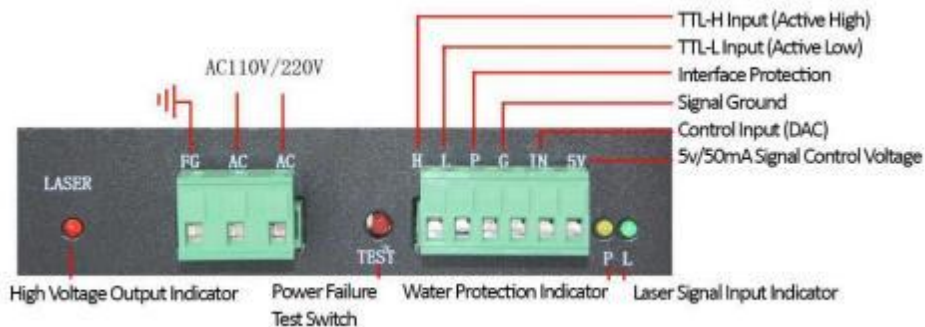 TTL-H Input (Active High)
TTL-L Input (Active Low)
AC110V/220V
Interface Protection
Signal Ground
Control Input (DAC)
5v/50mA Signal Control Voltage
FG AC AC
H L P G IN 5V
LASER
TEST
P L
High Voltage Output Indicator
Power Failure
Test Switch
Water Protection Indicator
Laser Signal Input Indicator